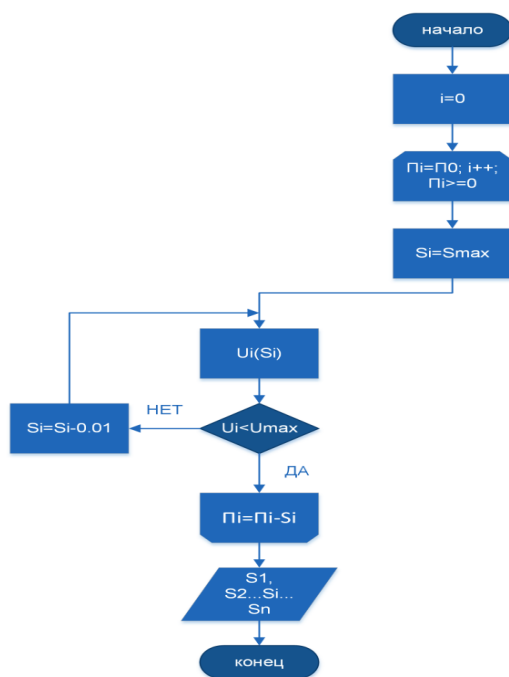 начало
i=0
Пi=П0; i++;
Пi>=0
Si=Smax
Ui(Si)
НЕТ
Si=Si-0.01
Ui<Umax
ДА
Пi=Пi-Si
S1,
S2...Si...
Sn
конец